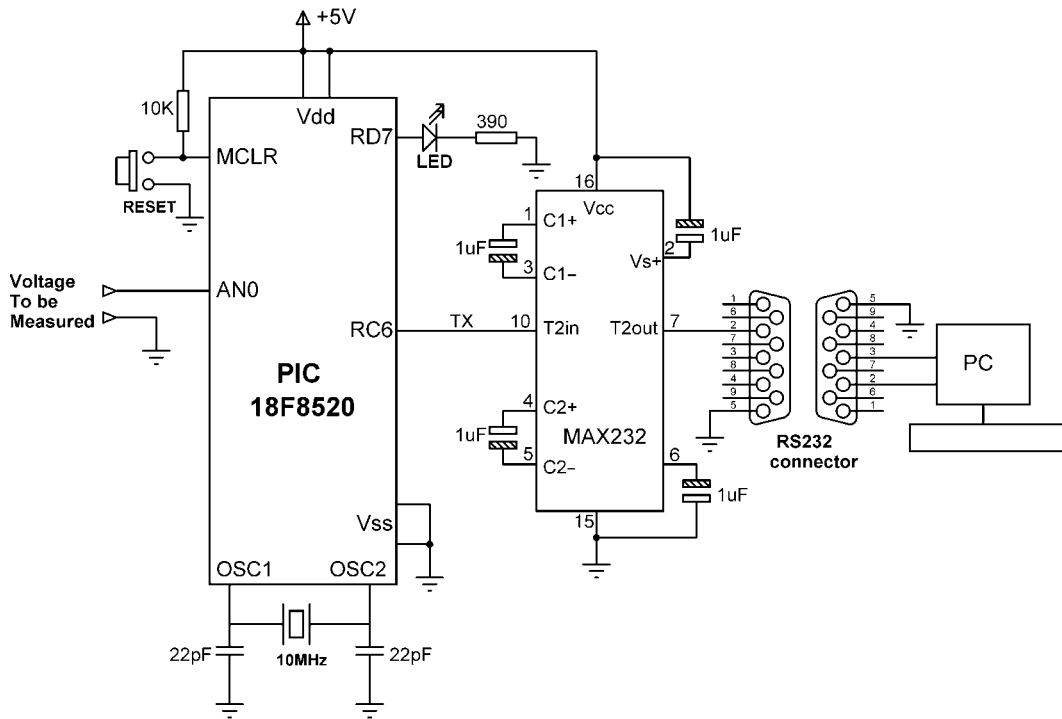 +5V
10K
Vdd
MCLR
RESET
RD7
LED
390
Voltage
To be
Measured
AN0
RC6
TX
PIC
18F8520
Vss
OSC1
OSC2
22pF
10MHz
22pF
16
Vcc
1
C1+
1uF
3
C1−
1uF
2
Vs+
10
T2in
T2out
7
4
C2+
1uF
5
C2−
MAX232
6
1uF
15
1
6
2
7
3
8
4
9
5
5
9
4
8
3
7
2
6
1
RS232
connector
PC